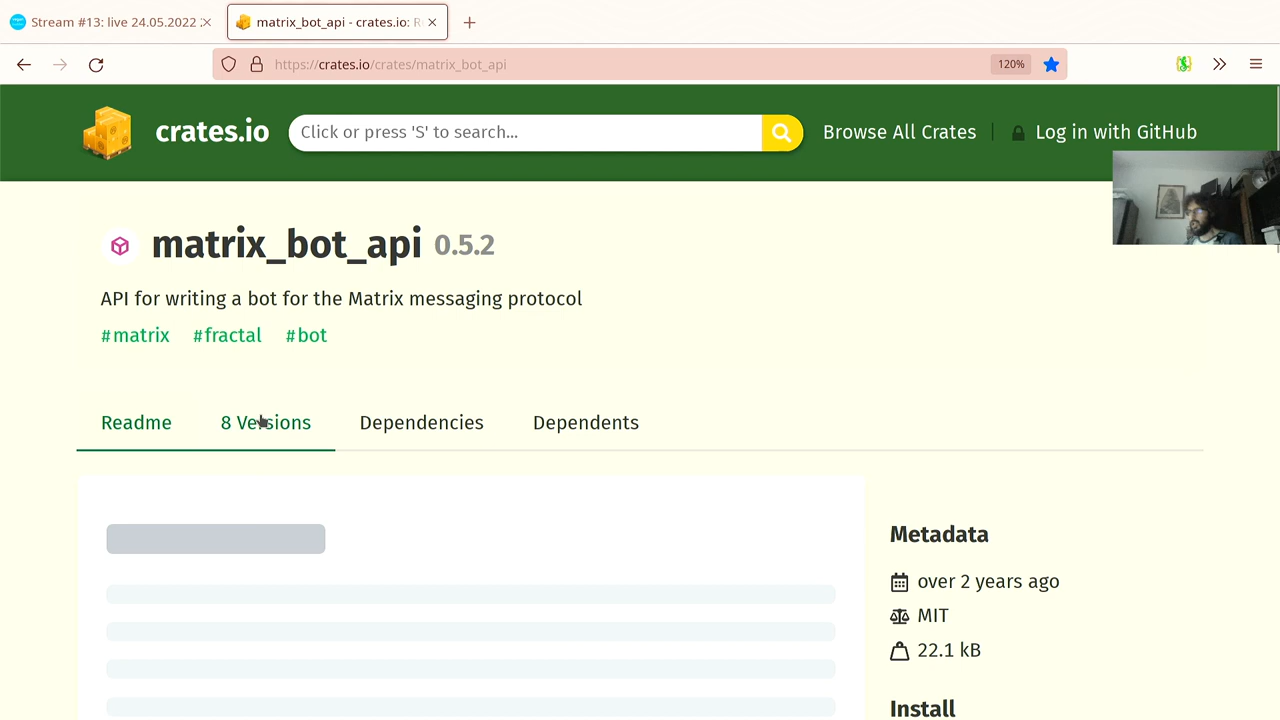 Stream #13: live 24.05.2022
matrix_bot_api - crates.io: R
https://crates.io/crates/matrix_bot_api
120%
crates.io
Click or press 'S' to search...
Browse All Crates
Log in with GitHub
matrix_bot_api 0.5.2
API for writing a bot for the Matrix messaging protocol
#matrix #fractal #bot
Readme
8 Versions
Dependencies
Dependents
Metadata
over 2 years ago
MIT
22.1 kB
Install